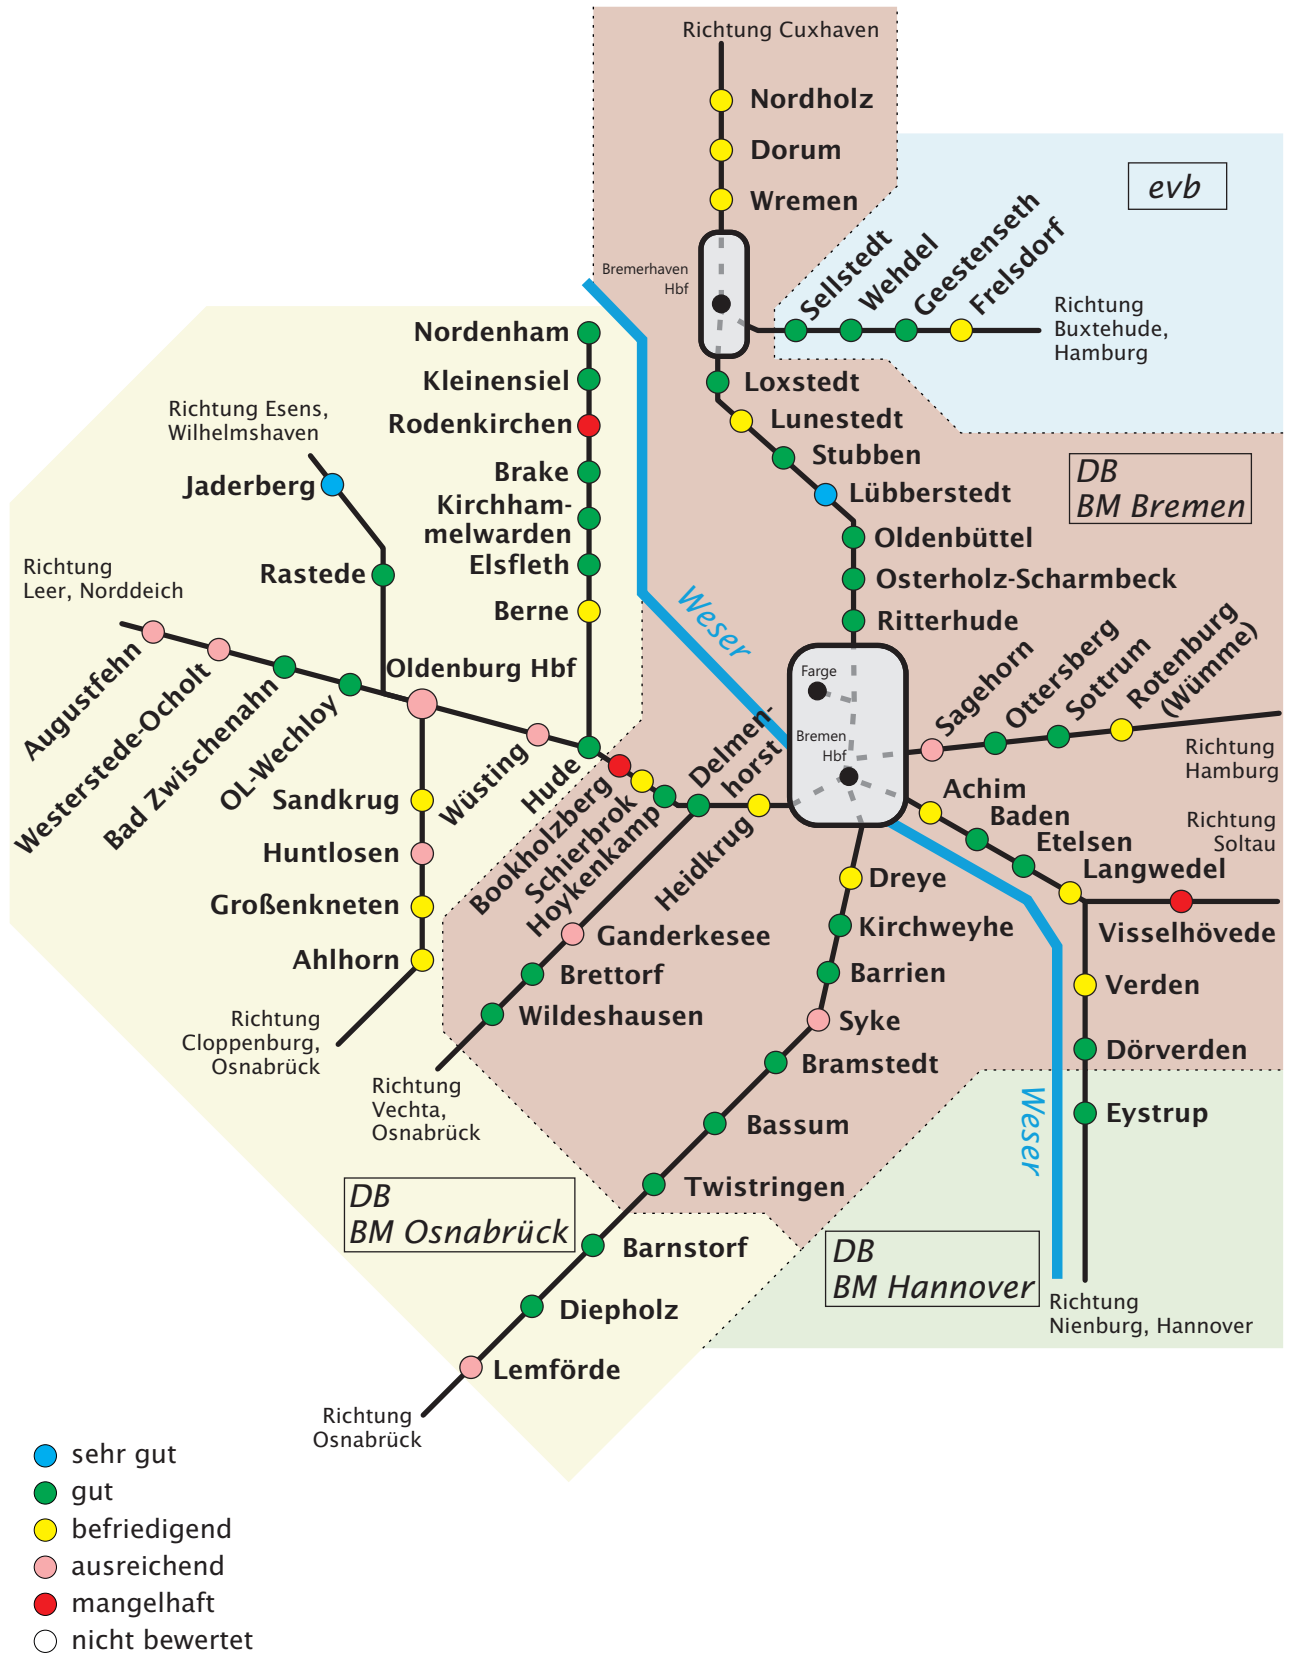 Richtung Cuxhaven
Nordholz
Dorum
Wremen
evb
Bremerhaven
Hbf
Sellstedt
Wehdel
Geestenseth
Frelsdorf
Richtung
Buxtehude,
Hamburg
Nordenham
Kleinensiel
Rodenkirchen
Brake
Kirchham-
melwarden
Elsfleth
Berne
Richtung Esens,
Wilhelmshaven
Jaderberg
Rastede
Richtung
Leer, Norddeich
Loxstedt
Lunestedt
Stubben
Lübberstedt
Oldenbüttel
Osterholz-Scharmbeck
Ritterhude
DB
BM Bremen
Weser
Oldenburg Hbf
Augustfehn
Westerstede-Ocholt
Bad Zwischenahn
OL-Wechloy
Wüsting
Hude
Bookholzberg
Schierbrok
Hoykenkamp
Delmen-
horst
Heidkrug
Farge
Bremen
Hbf
Sagehorn
Ottersberg
Sottrum
Rotenburg
(Wümme)
Richtung
Hamburg
Achim
Baden
Etelsen
Langwedel
Richtung
Soltau
Visselhövede
Verden
Dörverden
Eystrup
Sandkrug
Huntlosen
Großenkneten
Ahlhorn
Richtung
Cloppenburg,
Osnabrück
Ganderkesee
Brettorf
Wildeshausen
Richtung
Vechta,
Osnabrück
Dreye
Kirchweyhe
Barrien
Syke
Bramstedt
Bassum
Twistringen
Barnstorf
Diepholz
Lemförde
Richtung
Osnabrück
Weser
DB
BM Osnabrück
DB
BM Hannover
Richtung
Nienburg, Hannover
sehr gut
gut
befriedigend
ausreichend
mangelhaft
nicht bewertet